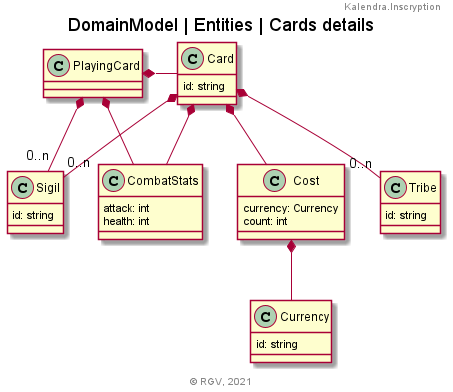 Kalendra.Inscryption
DomainModel | Entities | Cards details
C PlayingCard
C Card
id: string
0..n
0..n
0..n
C Sigil
id: string
C CombatStats
attack: int
health: int
C Cost
currency: Currency
count: int
C Tribe
id: string
C Currency
id: string
© RGV, 2021